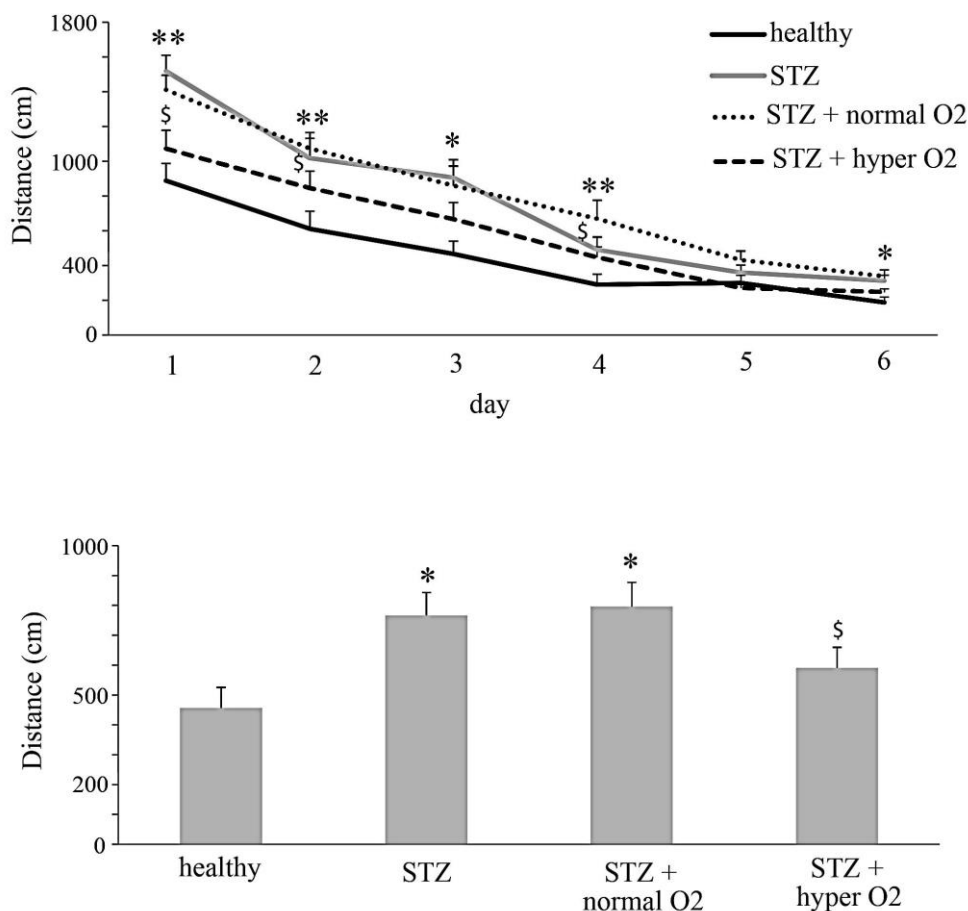 1800
1000
400
0
Distance (cm)
** ** * ** *
$ $ $
healthy
STZ
STZ + normal O2
STZ + hyper O2
1 2 3 4 5 6
day
1000
500
200
0
Distance (cm)
* * $
healthy
STZ
STZ +
normal O2
STZ +
hyper O2